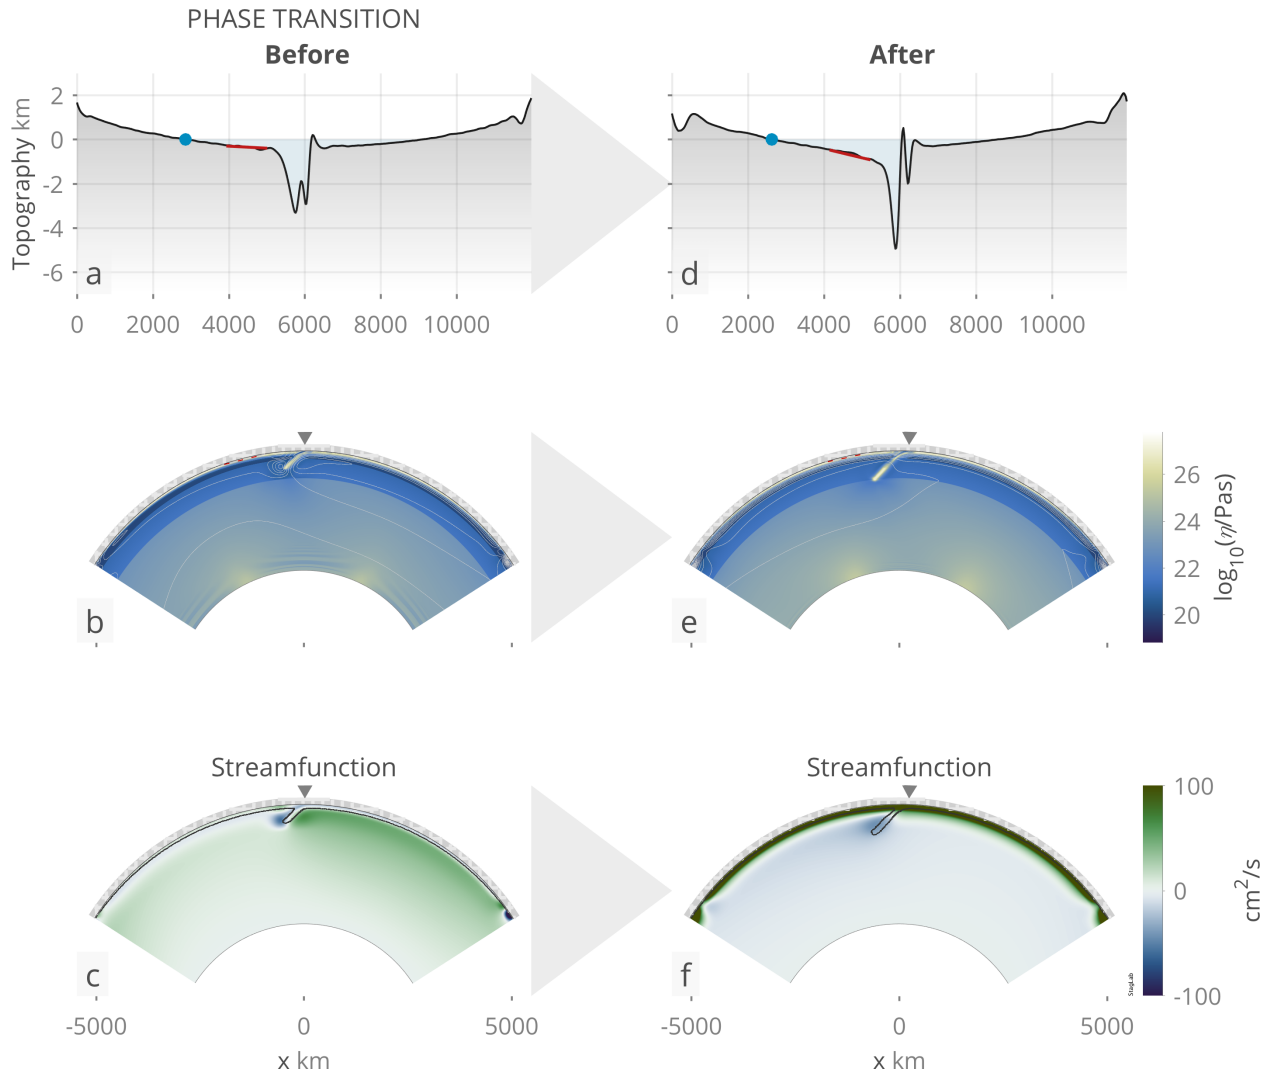 PHASE TRANSITION
Before
After
Topography km
2
0
-2
-4
-6
a
d
0 2000 4000 6000 8000 10000
0 2000 4000 6000 8000 10000
b
e
26
24
22
20
log10(η/Pas)
Streamfunction
Streamfunction
c
f
100
0
-100
cm2/s
StagLab
-5000 0 5000
-5000 0 5000
x km
x km